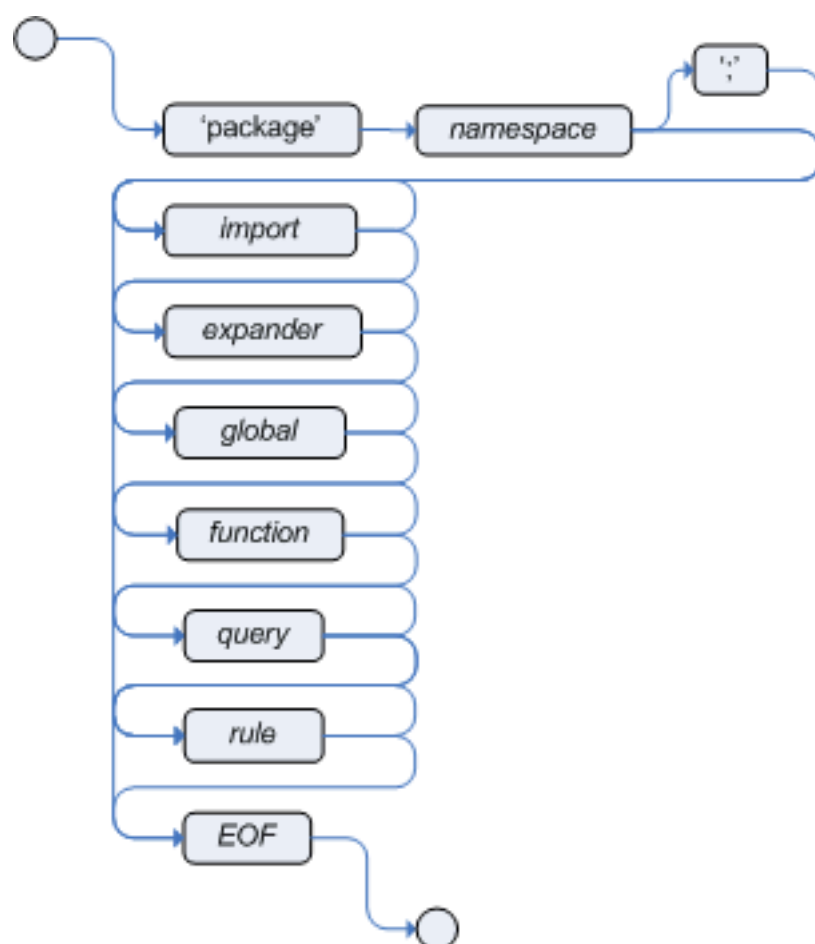 ';'
‘package’
namespace
import
expander
global
function
query
rule
EOF